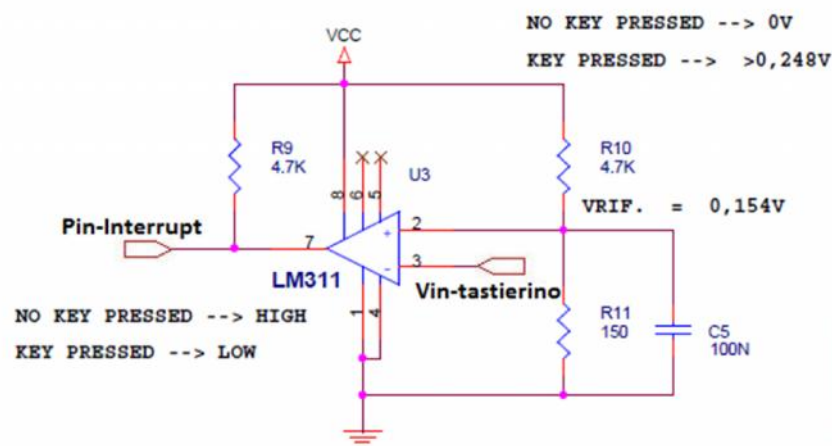 NO KEY PRESSED --> 0V
KEY PRESSED --> >0,248V
VCC
R9
4.7K
R10
4.7K
U3
8
6
5
VRIF. = 0,154V
Pin-Interrupt
7
+
2
-
3
LM311
Vin-tastierino
1
4
NO KEY PRESSED --> HIGH
KEY PRESSED --> LOW
R11
150
C5
100N